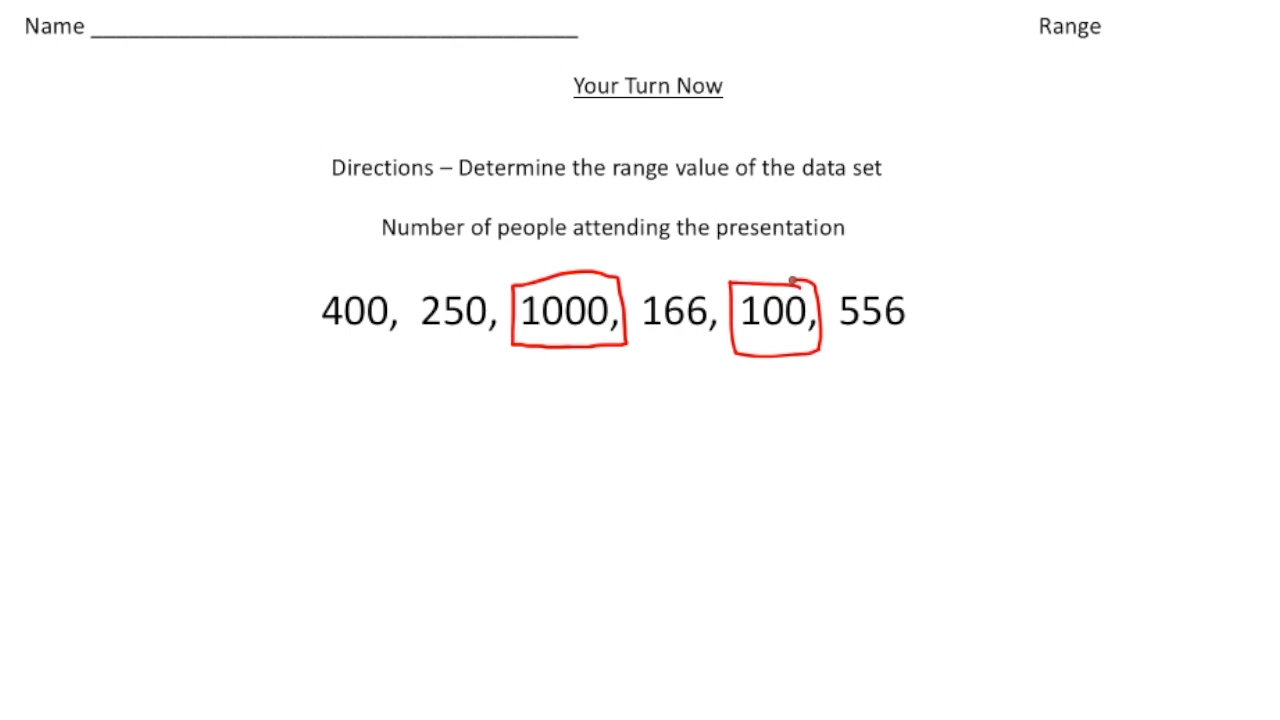 Name ______________________________________ Range
Your Turn Now
Directions – Determine the range value of the data set
Number of people attending the presentation
400, 250, 1000, 166, 100, 556